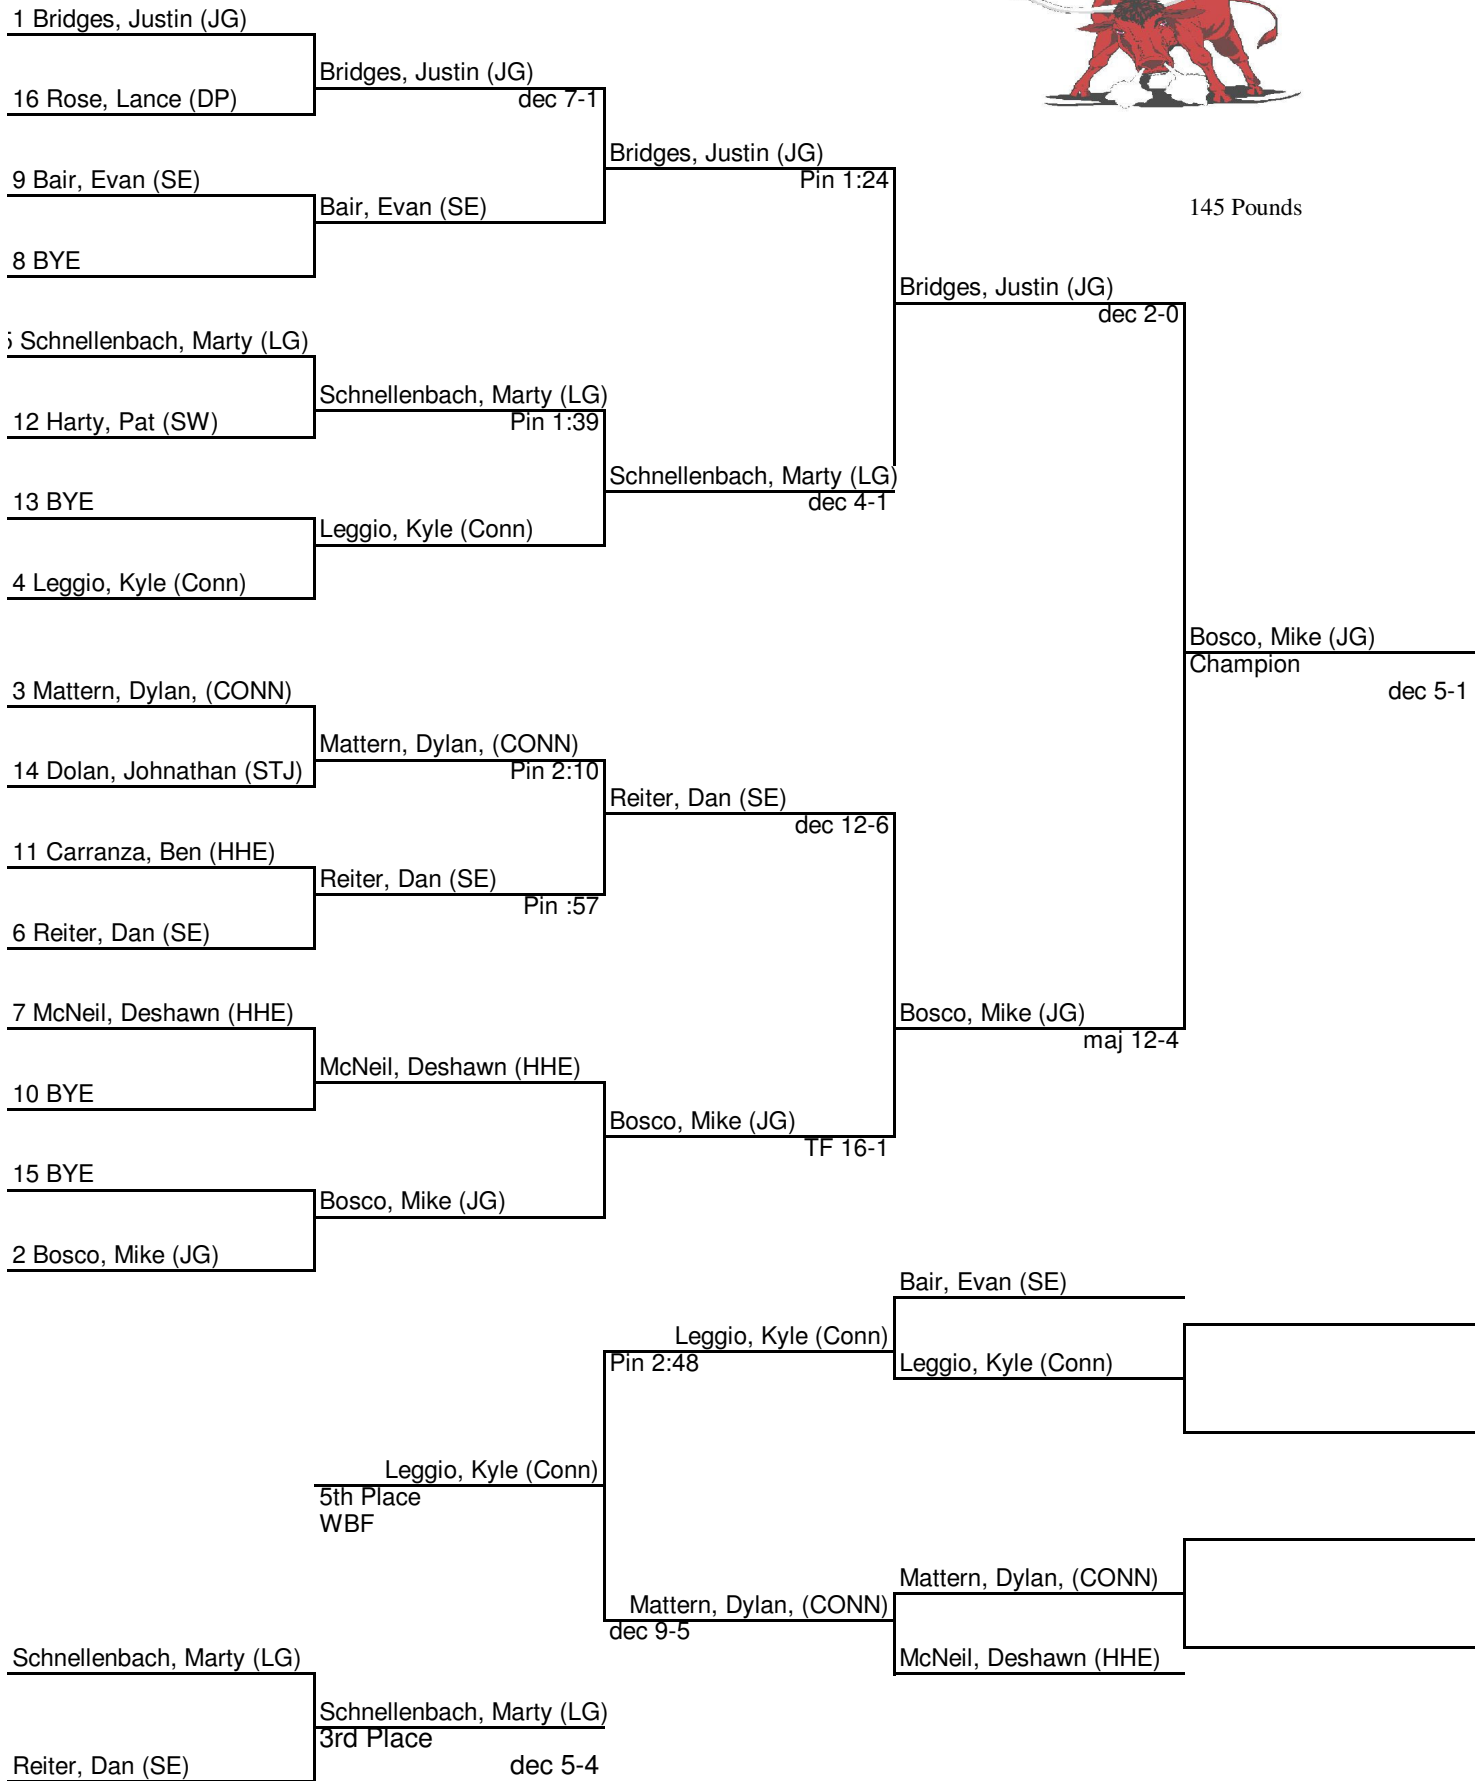 1 Bridges, Justin (JG)
Bridges, Justin (JG)
16 Rose, Lance (DP)
dec 7-1
Bridges, Justin (JG)
9 Bair, Evan (SE)
Pin 1:24
Bair, Evan (SE)
145 Pounds
8 BYE
Bridges, Justin (JG)
dec 2-0
5 Schnellenbach, Marty (LG)
Schnellenbach, Marty (LG)
12 Harty, Pat (SW)
Pin 1:39
Schnellenbach, Marty (LG)
13 BYE
dec 4-1
Leggio, Kyle (Conn)
4 Leggio, Kyle (Conn)
Bosco, Mike (JG)
Champion
3 Mattern, Dylan, (CONN)
dec 5-1
Mattern, Dylan, (CONN)
14 Dolan, Johnathan (STJ)
Pin 2:10
Reiter, Dan (SE)
dec 12-6
11 Carranza, Ben (HHE)
Reiter, Dan (SE)
Pin :57
6 Reiter, Dan (SE)
7 McNeil, Deshawn (HHE)
Bosco, Mike (JG)
maj 12-4
McNeil, Deshawn (HHE)
10 BYE
Bosco, Mike (JG)
TF 16-1
15 BYE
Bosco, Mike (JG)
2 Bosco, Mike (JG)
Bair, Evan (SE)
Leggio, Kyle (Conn)
Pin 2:48
Leggio, Kyle (Conn)
Leggio, Kyle (Conn)
5th Place
WBF
Mattern, Dylan, (CONN)
Mattern, Dylan, (CONN)
dec 9-5
Schnellenbach, Marty (LG)
McNeil, Deshawn (HHE)
Schnellenbach, Marty (LG)
3rd Place
Reiter, Dan (SE)
dec 5-4